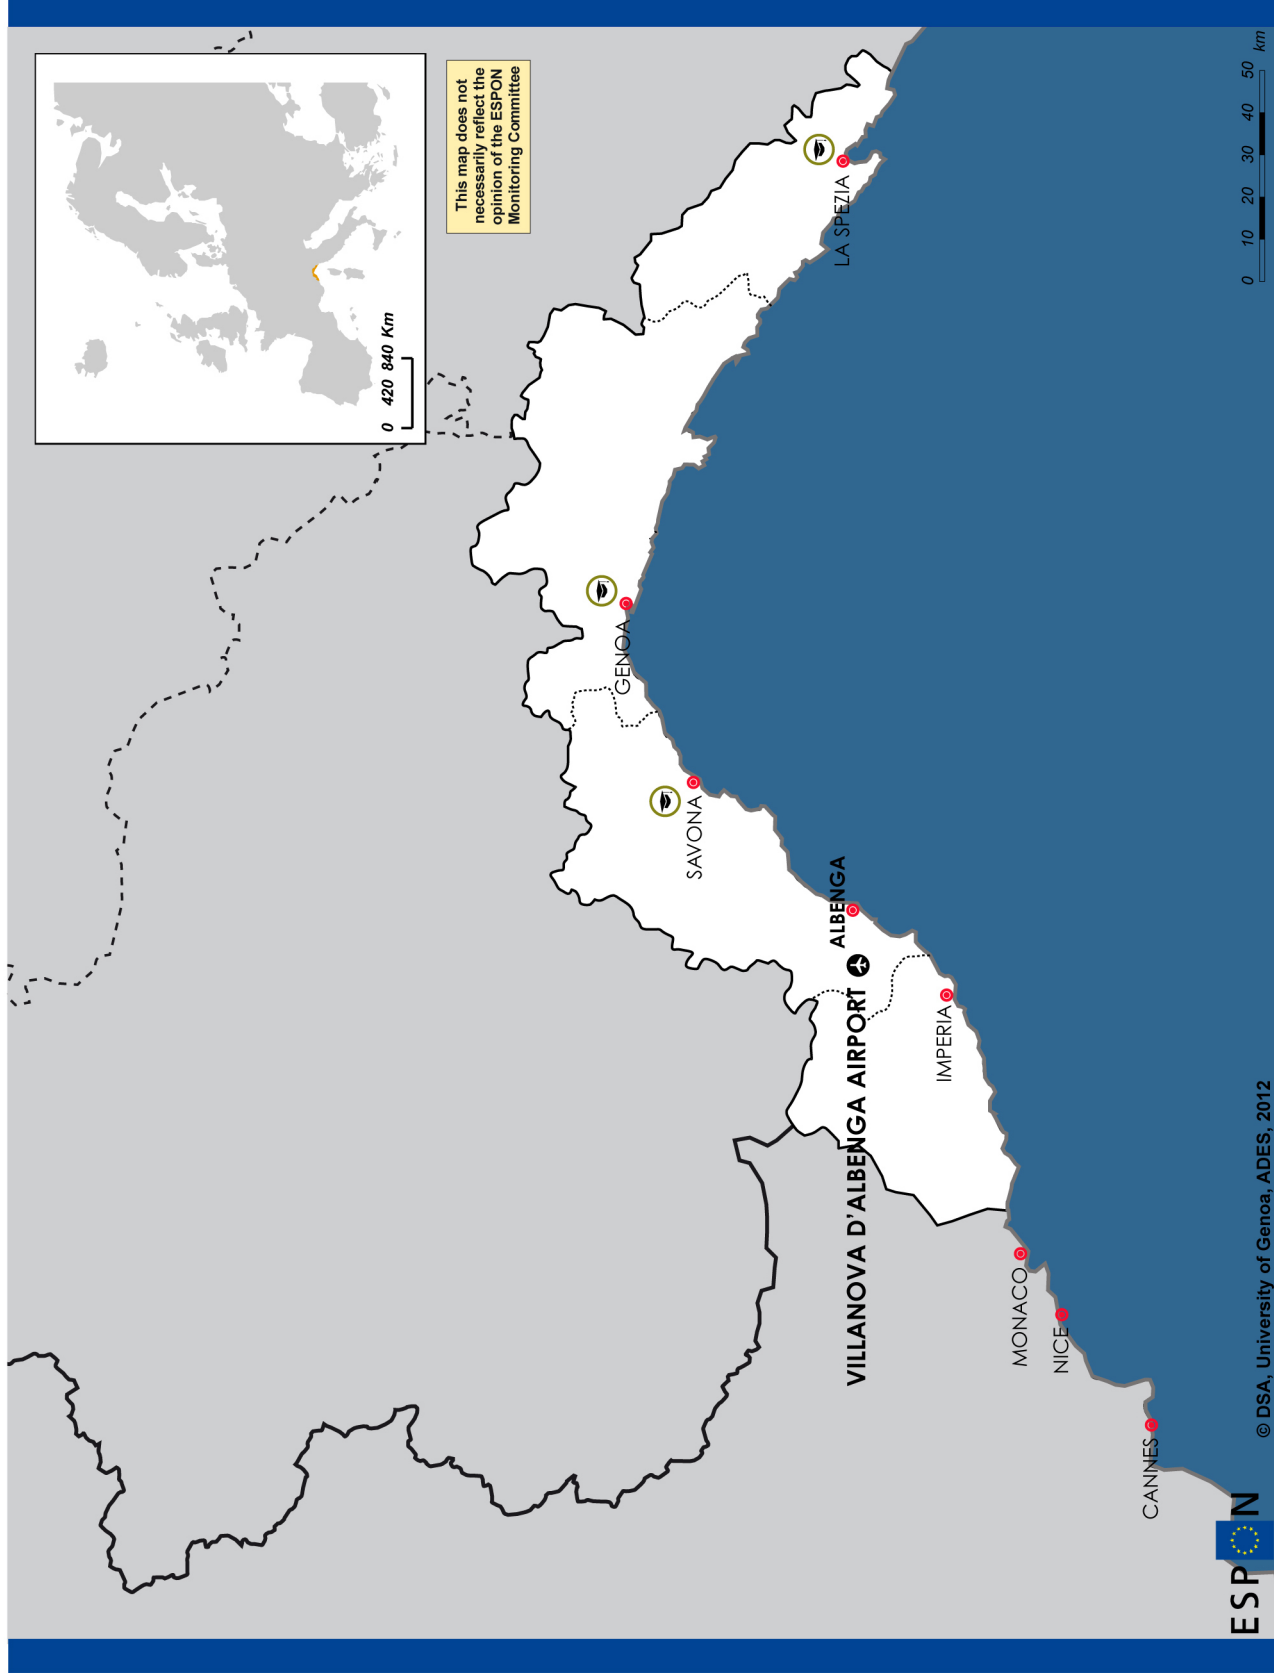 0 420 840 Km
This map does not
necessarily reflect the
opinion of the ESPON
Monitoring Committee
GENOA
SAVONA
LA SPEZIA
ALBENGA
VILLANOVA D'ALBENGA AIRPORT
IMPERIA
MONACO
NICE
CANNES
ESPON
© DSA, University of Genoa, ADES, 2012
0 10 20 30 40 50 km